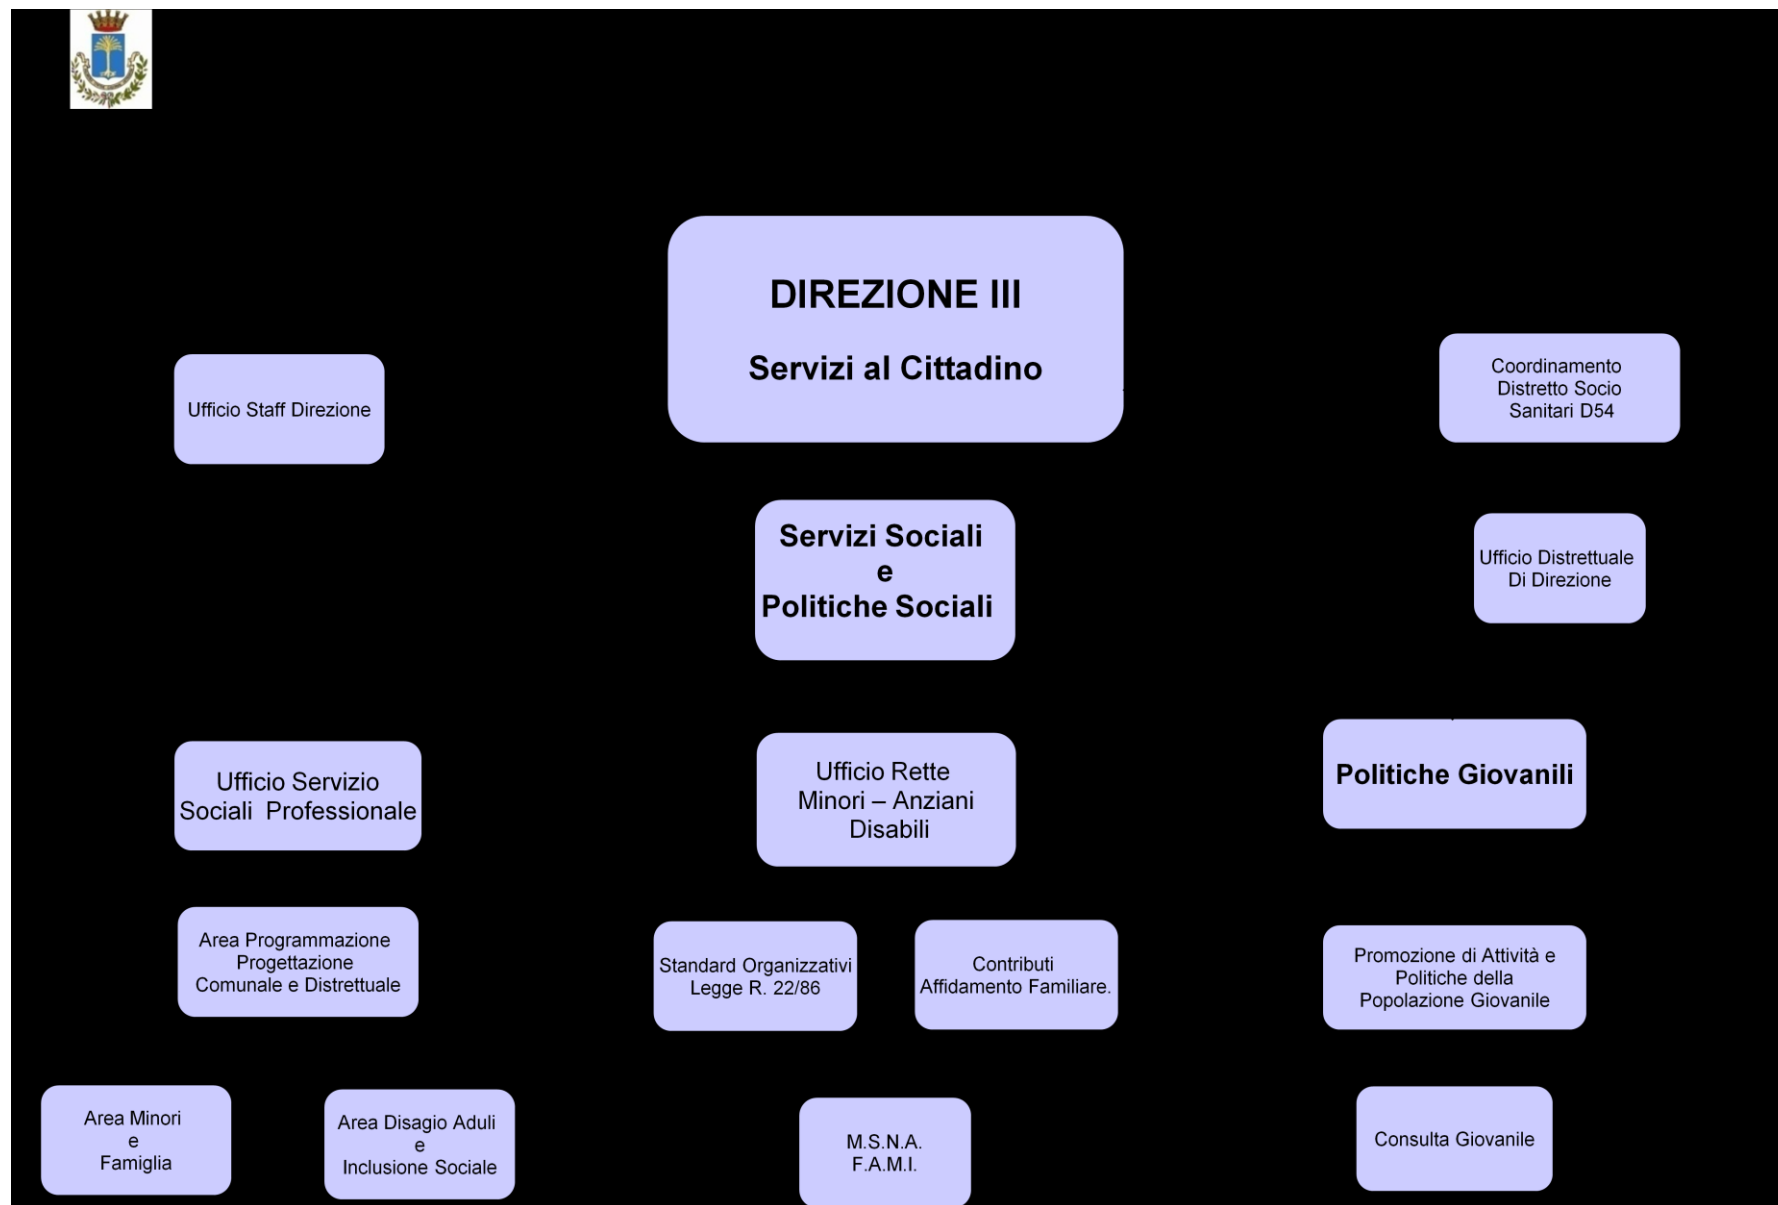 DIREZIONE III
Servizi al Cittadino
Ufficio Staff Direzione
Coordinamento
Distretto Socio
Sanitari D54
Servizi Sociali
e
Politiche Sociali
Ufficio Distrettuale
Di Direzione
Ufficio Servizio
Sociali Professionale
Ufficio Rette
Minori – Anziani
Disabili
Politiche Giovanili
Area Programmazione
Progettazione
Comunale e Distrettuale
Standard Organizzativi
Legge R. 22/86
Contributi
Affidamento Familiare.
Promozione di Attività e
Politiche della
Popolazione Giovanile
Area Minori
e
Famiglia
Area Disagio Aduli
e
Inclusione Sociale
M.S.N.A.
F.A.M.I.
Consulta Giovanile